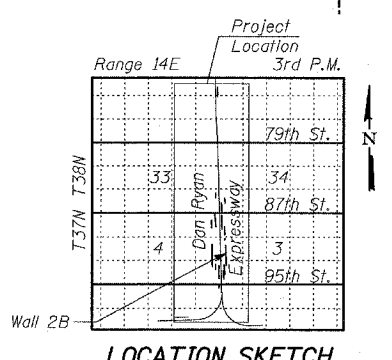 Project
Location
Range 14E 3rd P.M.
79th St.
N
T38N
33 34
87th St.
Dan Ryan
Expressway
T37N
4 3
95th St.
Wall 2B
LOCATION SKETCH